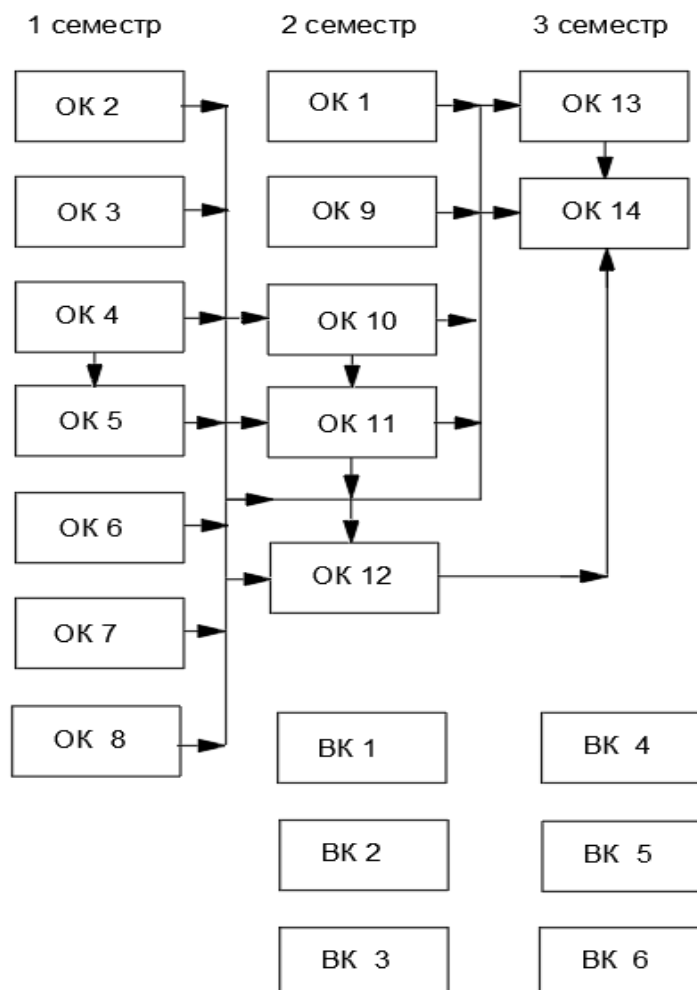 1 семестр 2 семестр 3 семестр
ОК 2 ОК 1 ОК 13
ОК 3 ОК 9 ОК 14
ОК 4 ОК 10
ОК 5 ОК 11
ОК 6
ОК 12
ОК 7
ОК 8 ВК 1 ВК 4
ВК 2 ВК 5
ВК 3 ВК 6